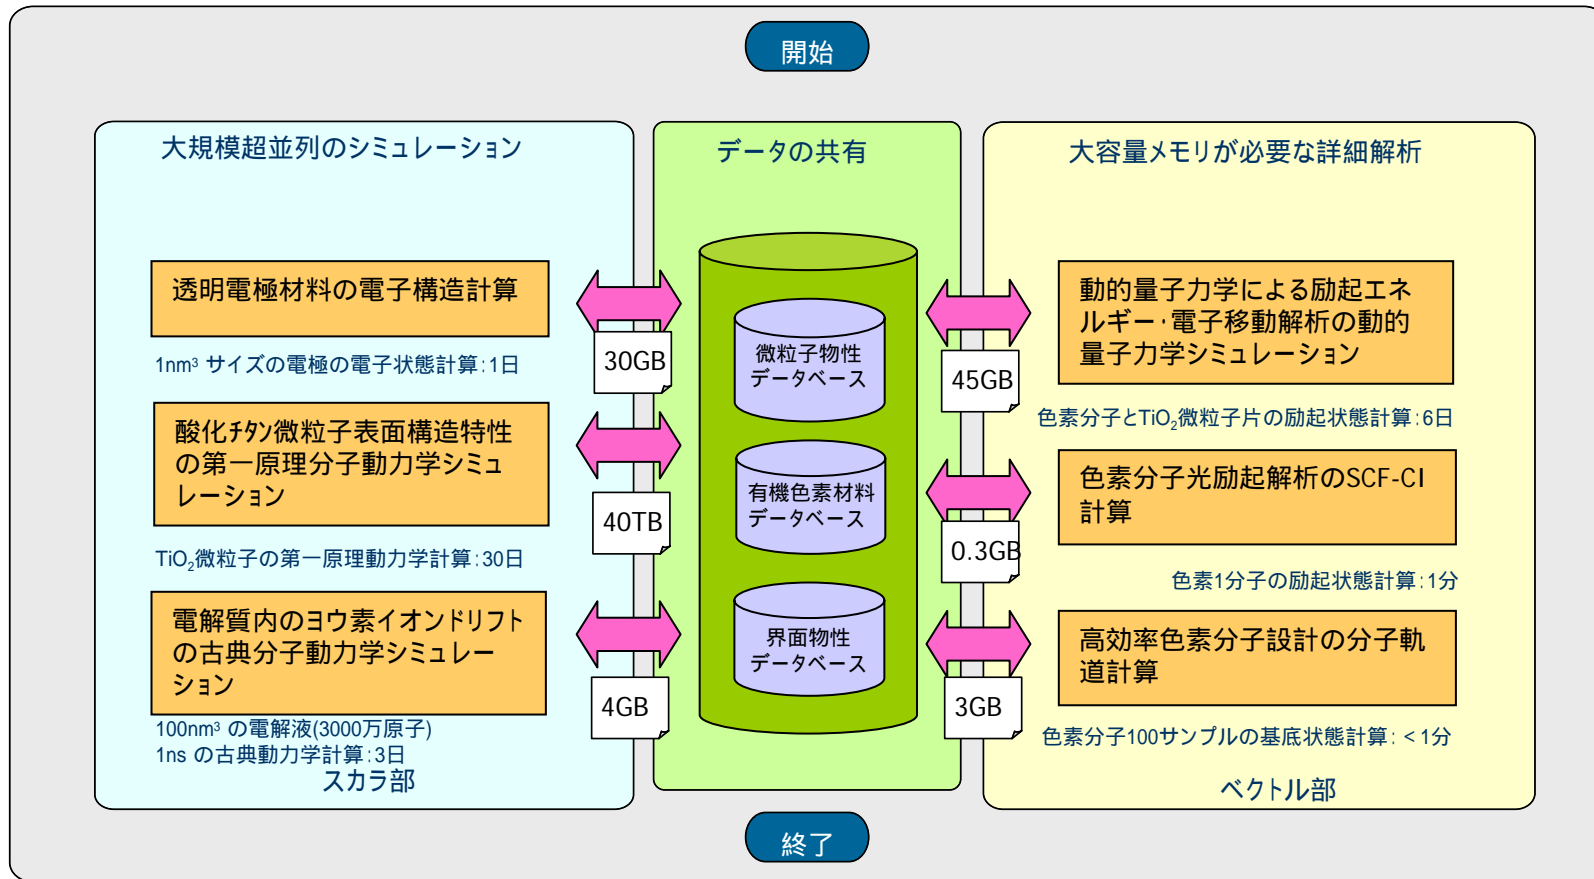 開始
大規模超並列のシミュレーション
透明電極材料の電子構造計算
1nm³ サイズの電極の電子状態計算：1日
酸化チタン微粒子表面構造特性
の第一原理分子動力学シミュ
レーション
TiO₂微粒子の第一原理動力学計算：30日
電解質内のヨウ素イオンドリフト
の古典分子動力学シミュレー
ション
100nm³ の電解液(3000万原子)
1ns の古典動力学計算：3日
スカラ部
30GB
40TB
4GB
データの共有
微粒子物性
データベース
有機色素材料
データベース
界面物性
データベース
45GB
0.3GB
3GB
大容量メモリが必要な詳細解析
動的量子力学による励起エネ
ルギー・電子移動解析の動的
量子力学シミュレーション
色素分子とTiO₂微粒子片の励起状態計算：6日
色素分子光励起解析のSCF-CI
計算
色素1分子の励起状態計算：1分
高効率色素分子設計の分子軌
道計算
色素分子100サンプルの基底状態計算：＜1分
ベクトル部
終了